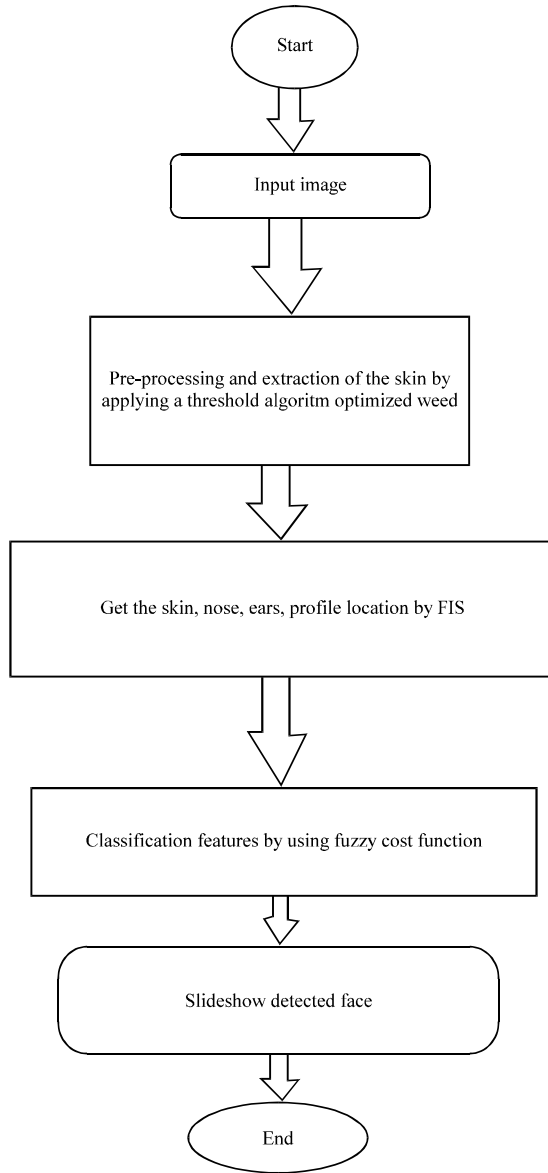 Start
Input image
Pre-processing and extraction of the skin by
applying a threshold algoritm optimized weed
Get the skin, nose, ears, profile location by FIS
Classification features by using fuzzy cost function
Slideshow detected face
End